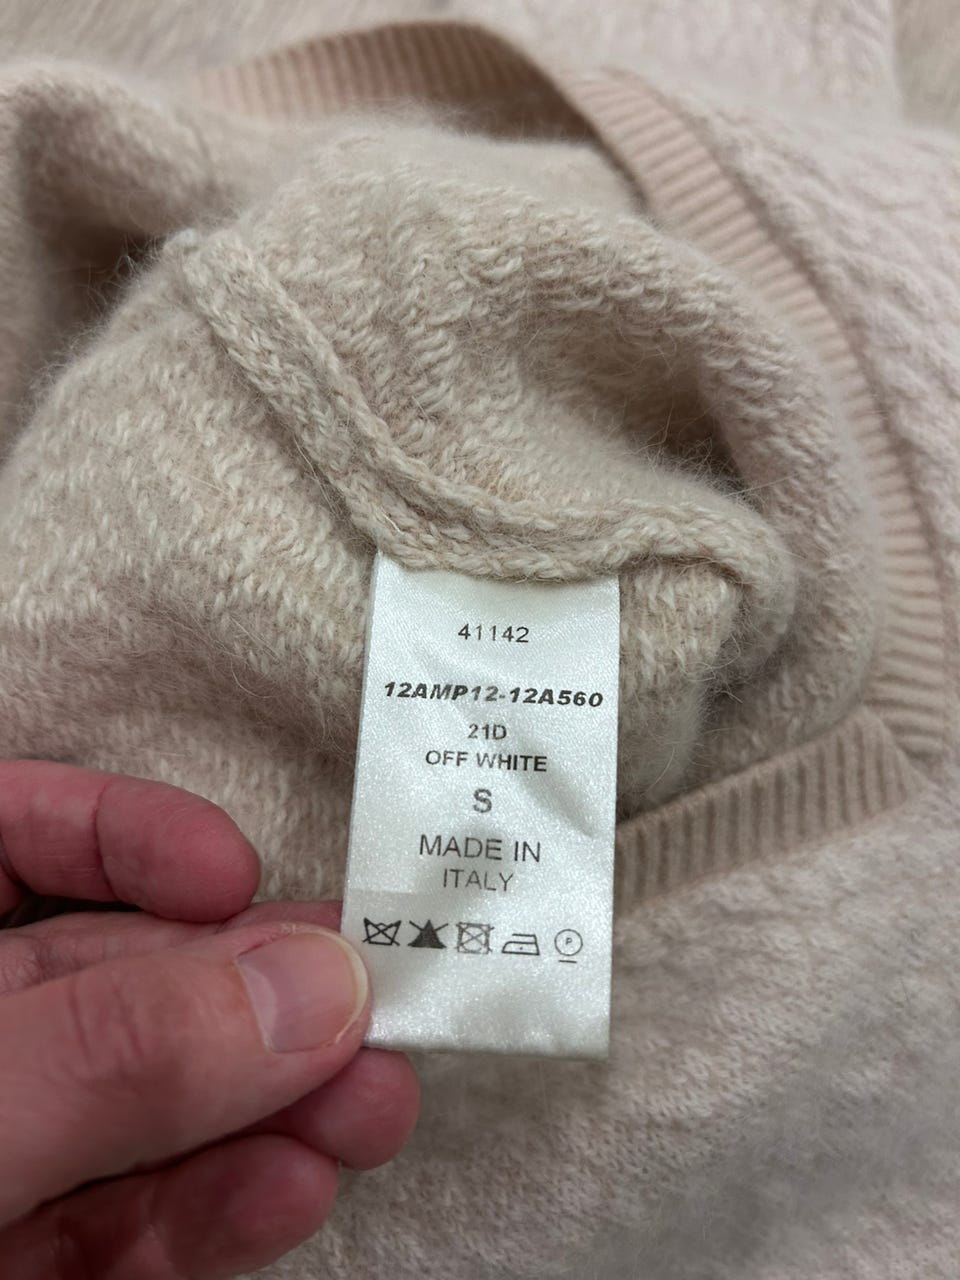 41142
12AMP12-12A560
21D
OFF WHITE
S
MADE IN
ITALY
P